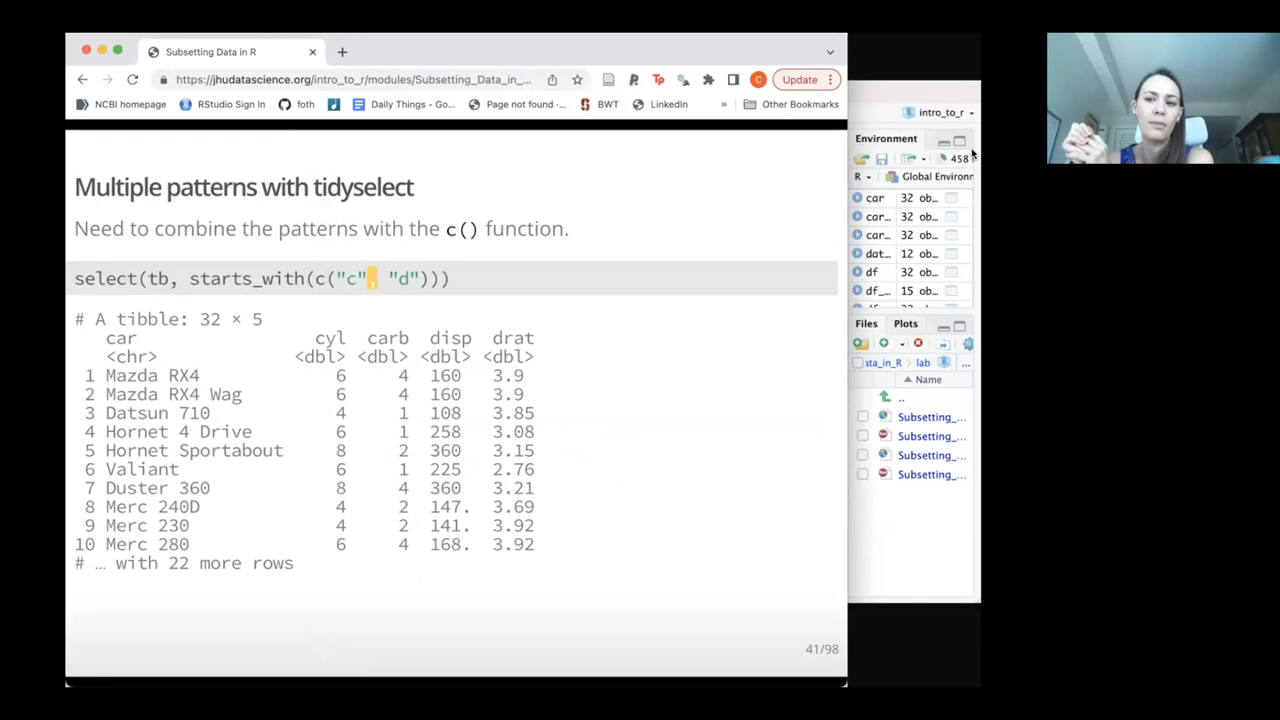 Subsetting Data in R
https://jhudatascience.org/intro_to_r/modules/Subsetting_Data_in_...
Update
NCBI homepage
RStudio Sign In
foth
Daily Things - Go...
Page not found ·...
BWT
LinkedIn
»
Other Bookmarks
Multiple patterns with tidyselect
Need to combine the patterns with the c() function.
select(tb, starts_with(c("c", "d")))
# A tibble: 32 × 5
car cyl carb disp drat
<chr> <dbl> <dbl> <dbl> <dbl>
1 Mazda RX4 6 4 160 3.9
2 Mazda RX4 Wag 6 4 160 3.9
3 Datsun 710 4 1 108 3.85
4 Hornet 4 Drive 6 1 258 3.08
5 Hornet Sportabout 8 2 360 3.15
6 Valiant 6 1 225 2.76
7 Duster 360 8 4 360 3.21
8 Merc 240D 4 2 147. 3.69
9 Merc 230 4 2 141. 3.92
10 Merc 280 6 4 168. 3.92
# … with 22 more rows
41/98
intro_to_r
Environment
458
R
Global Environm
car 32 ob…
car… 32 ob…
car… 32 ob…
dat… 12 ob…
df 32 ob…
df_… 15 ob…
Files Plots
ata_in_R lab ...
Name
..
Subsetting_…
Subsetting_…
Subsetting_…
Subsetting_…